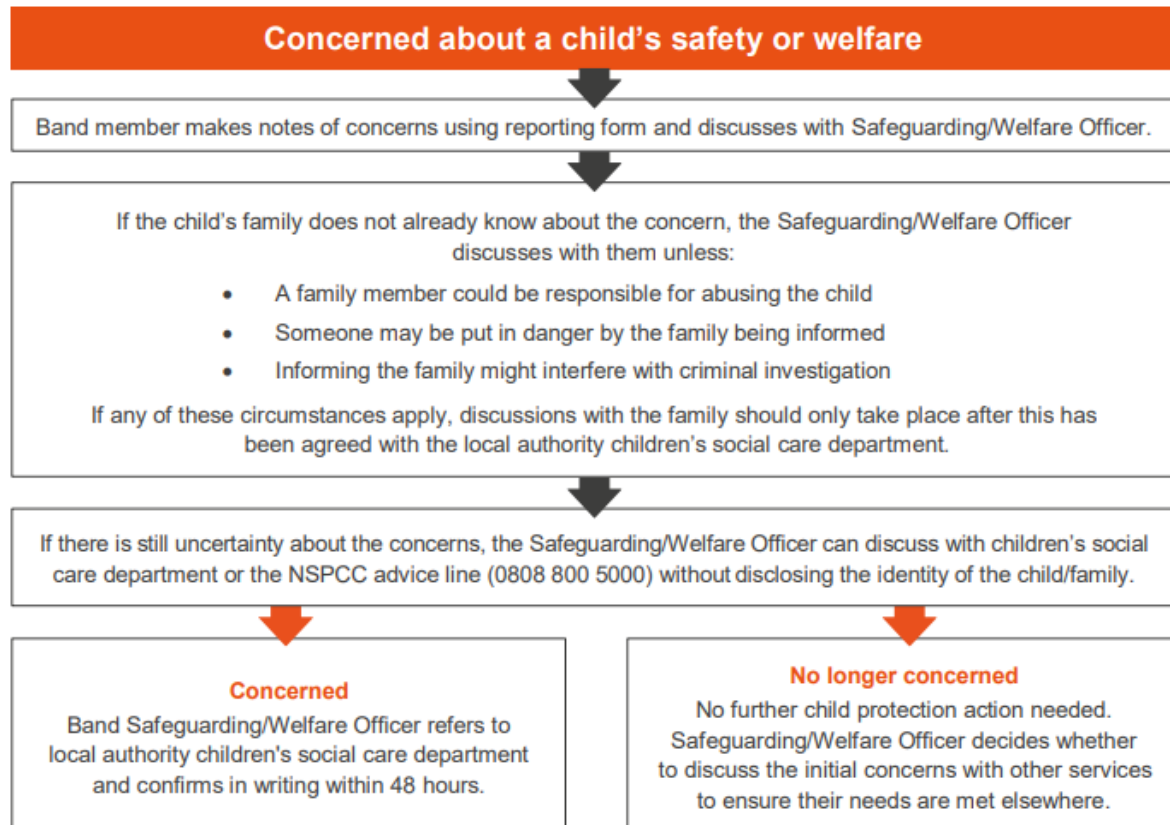 Concerned about a child's safety or welfare
Band member makes notes of concerns using reporting form and discusses with Safeguarding/Welfare Officer.
If the child's family does not already know about the concern, the Safeguarding/Welfare Officer
discusses with them unless:
• A family member could be responsible for abusing the child
• Someone may be put in danger by the family being informed
• Informing the family might interfere with criminal investigation
If any of these circumstances apply, discussions with the family should only take place after this has
been agreed with the local authority children's social care department.
If there is still uncertainty about the concerns, the Safeguarding/Welfare Officer can discuss with children's social
care department or the NSPCC advice line (0808 800 5000) without disclosing the identity of the child/family.
Concerned
Band Safeguarding/Welfare Officer refers to
local authority children's social care department
and confirms in writing within 48 hours.
No longer concerned
No further child protection action needed.
Safeguarding/Welfare Officer decides whether
to discuss the initial concerns with other services
to ensure their needs are met elsewhere.